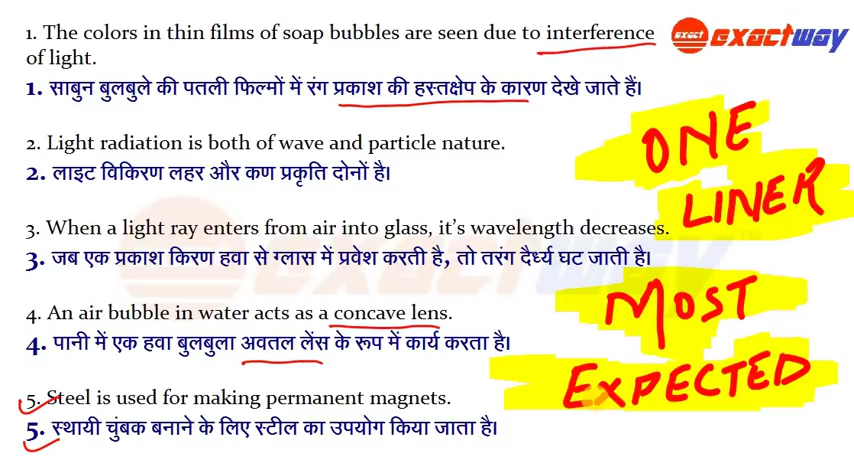 1. The colors in thin films of soap bubbles are seen due to interference
of light.
exactway
1. साबुन बुलबुले की पतली फिल्मों में रंग प्रकाश की हस्तक्षेप के कारण देखे जाते हैं।
ONE
LINER
2. Light radiation is both of wave and particle nature.
2. लाइट विकिरण लहर और कण प्रकृति दोनों है।
3. When a light ray enters from air into glass, it's wavelength decreases.
3. जब एक प्रकाश किरण हवा से ग्लास में प्रवेश करती है, तो तरंग दैर्ध्य घट जाती है।
exactway
MOST
EXPECTED
4. An air bubble in water acts as a concave lens.
4. पानी में एक हवा बुलबुला अवतल लेंस के रूप में कार्य करता है।
5. Steel is used for making permanent magnets.
5. स्थायी चुंबक बनाने के लिए स्टील का उपयोग किया जाता है।